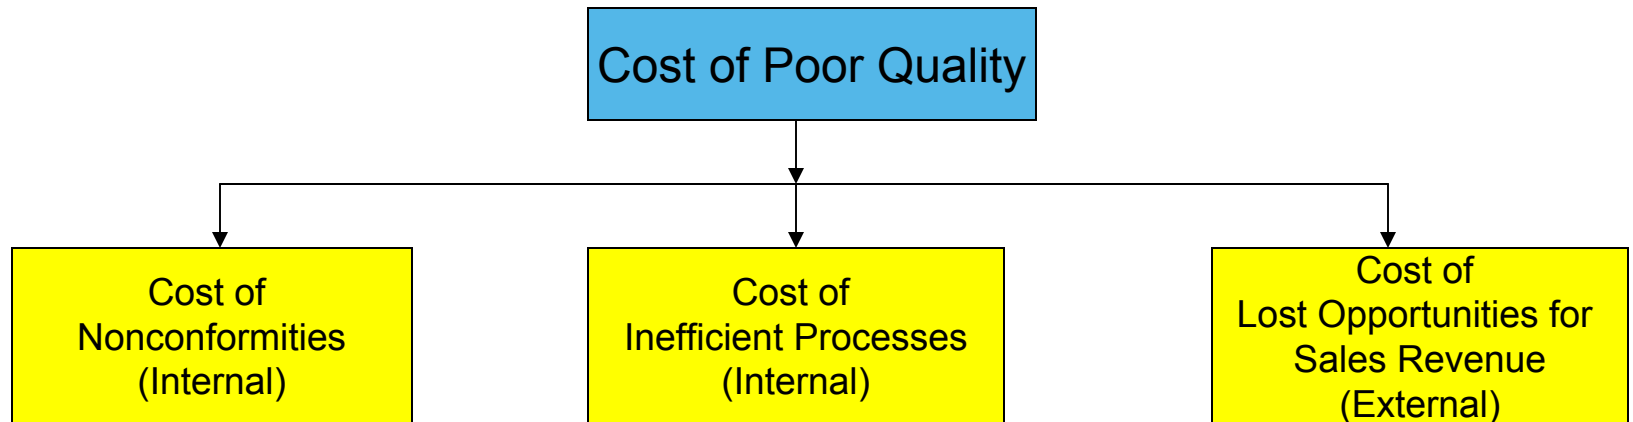 Cost of Poor Quality
Cost of
Nonconformities
(Internal)
Cost of
Inefficient Processes
(Internal)
Cost of
Lost Opportunities for
Sales Revenue
(External)